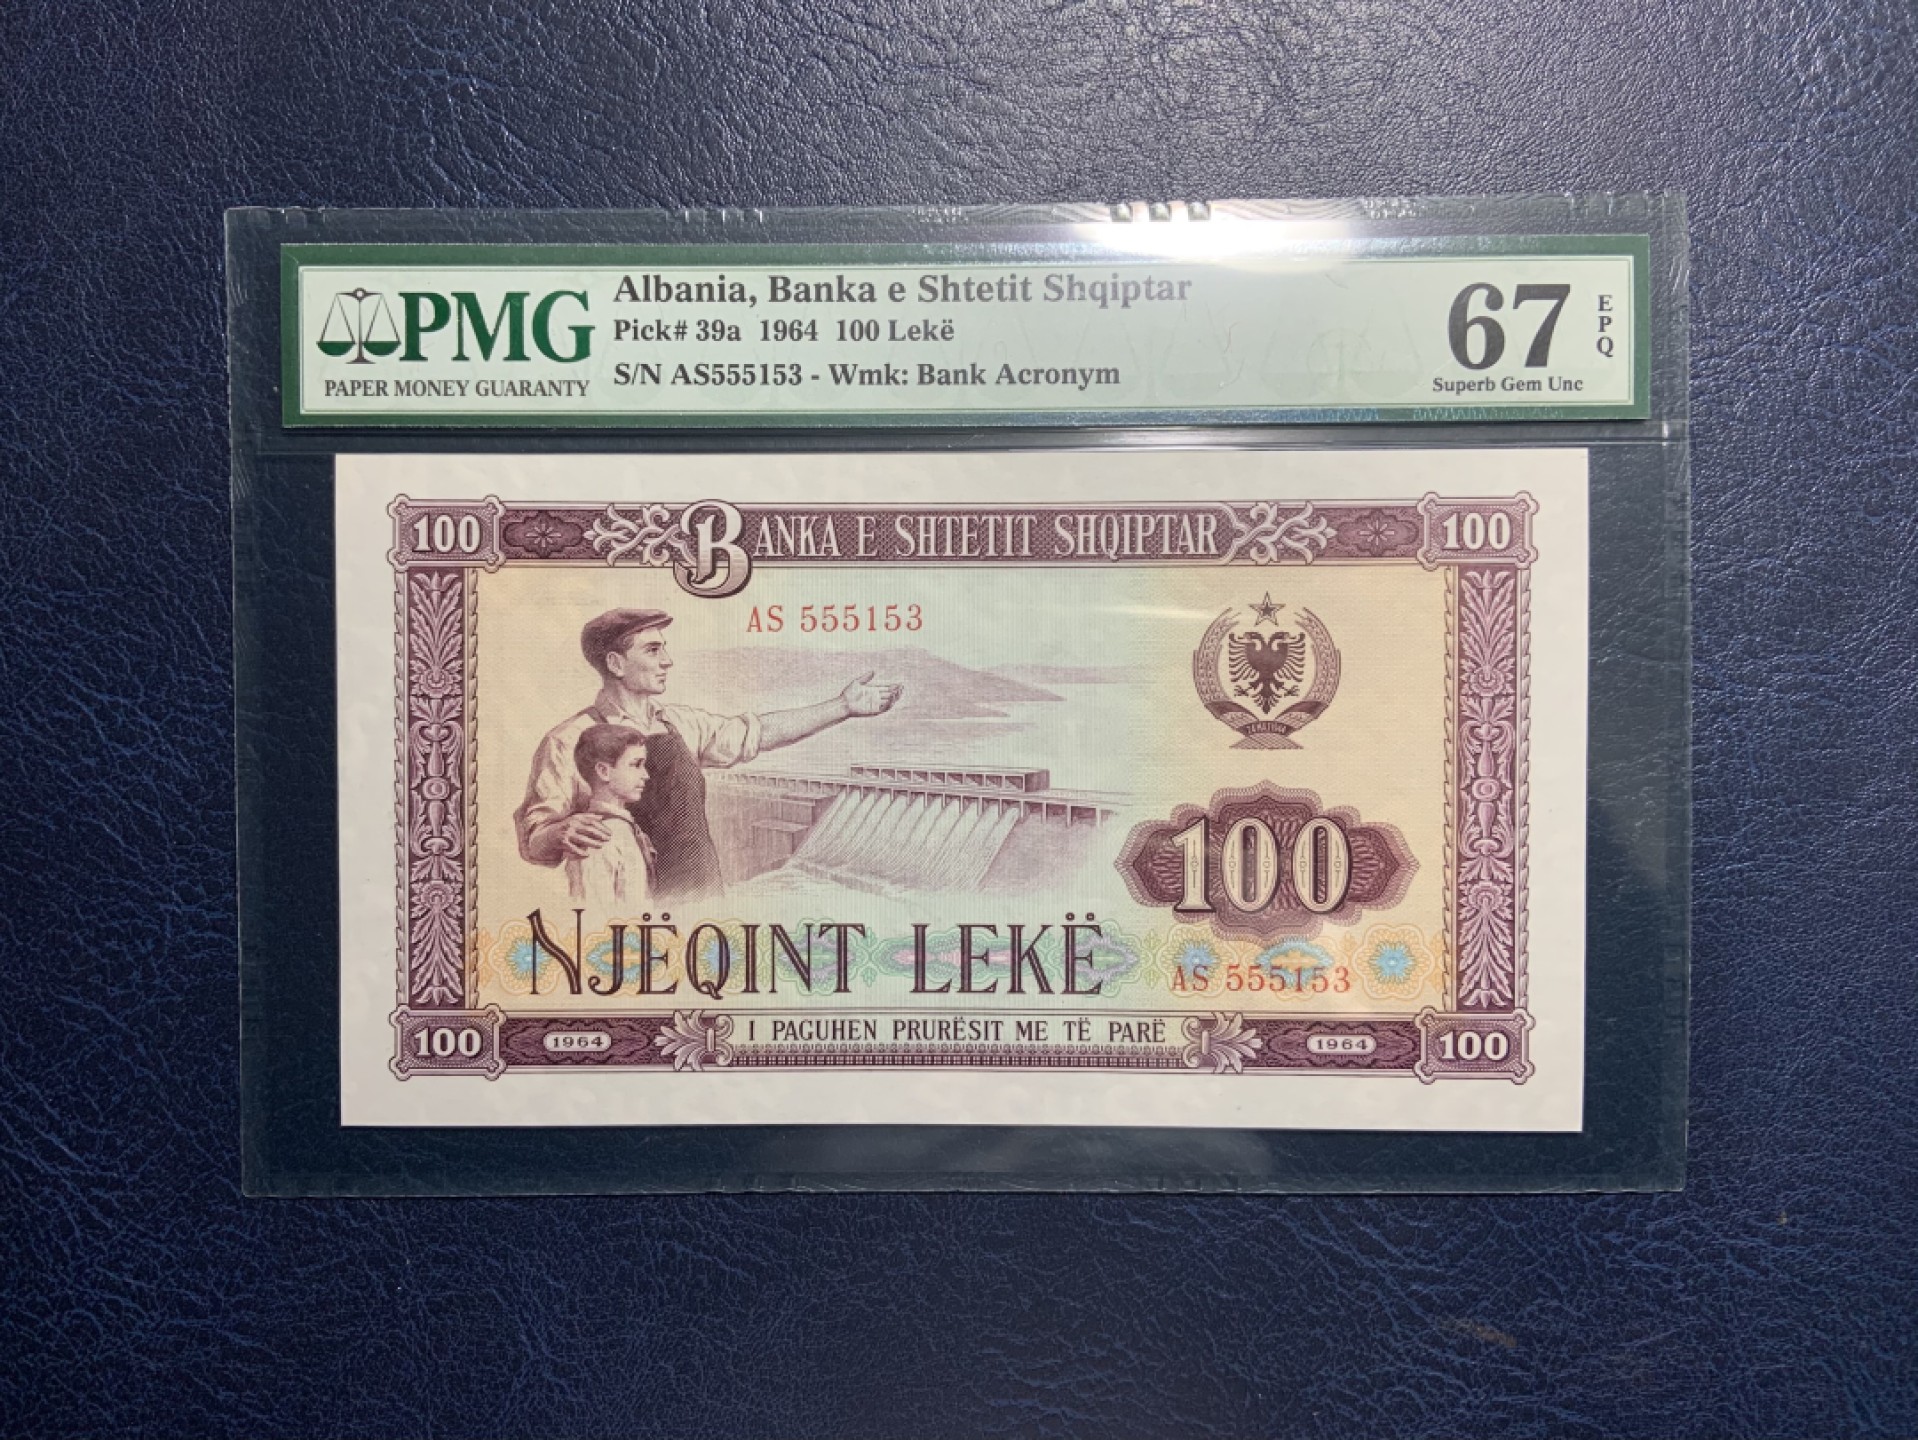 PMG
PAPER MONEY GUARANTY
Albania, Banka e Shtetit Shqiptar
Pick# 39a 1964 100 Lekë
S/N AS555153 - Wmk: Bank Acronym
67
EPQ
Superb Gem Unc
100
BANKA E SHTETIT SHQIPTAR
100
AS 555153
100
NJËQINT LEKË
AS 555153
100
1964
I PAGUHEN PRURËSIT ME TË PARË
1964
100